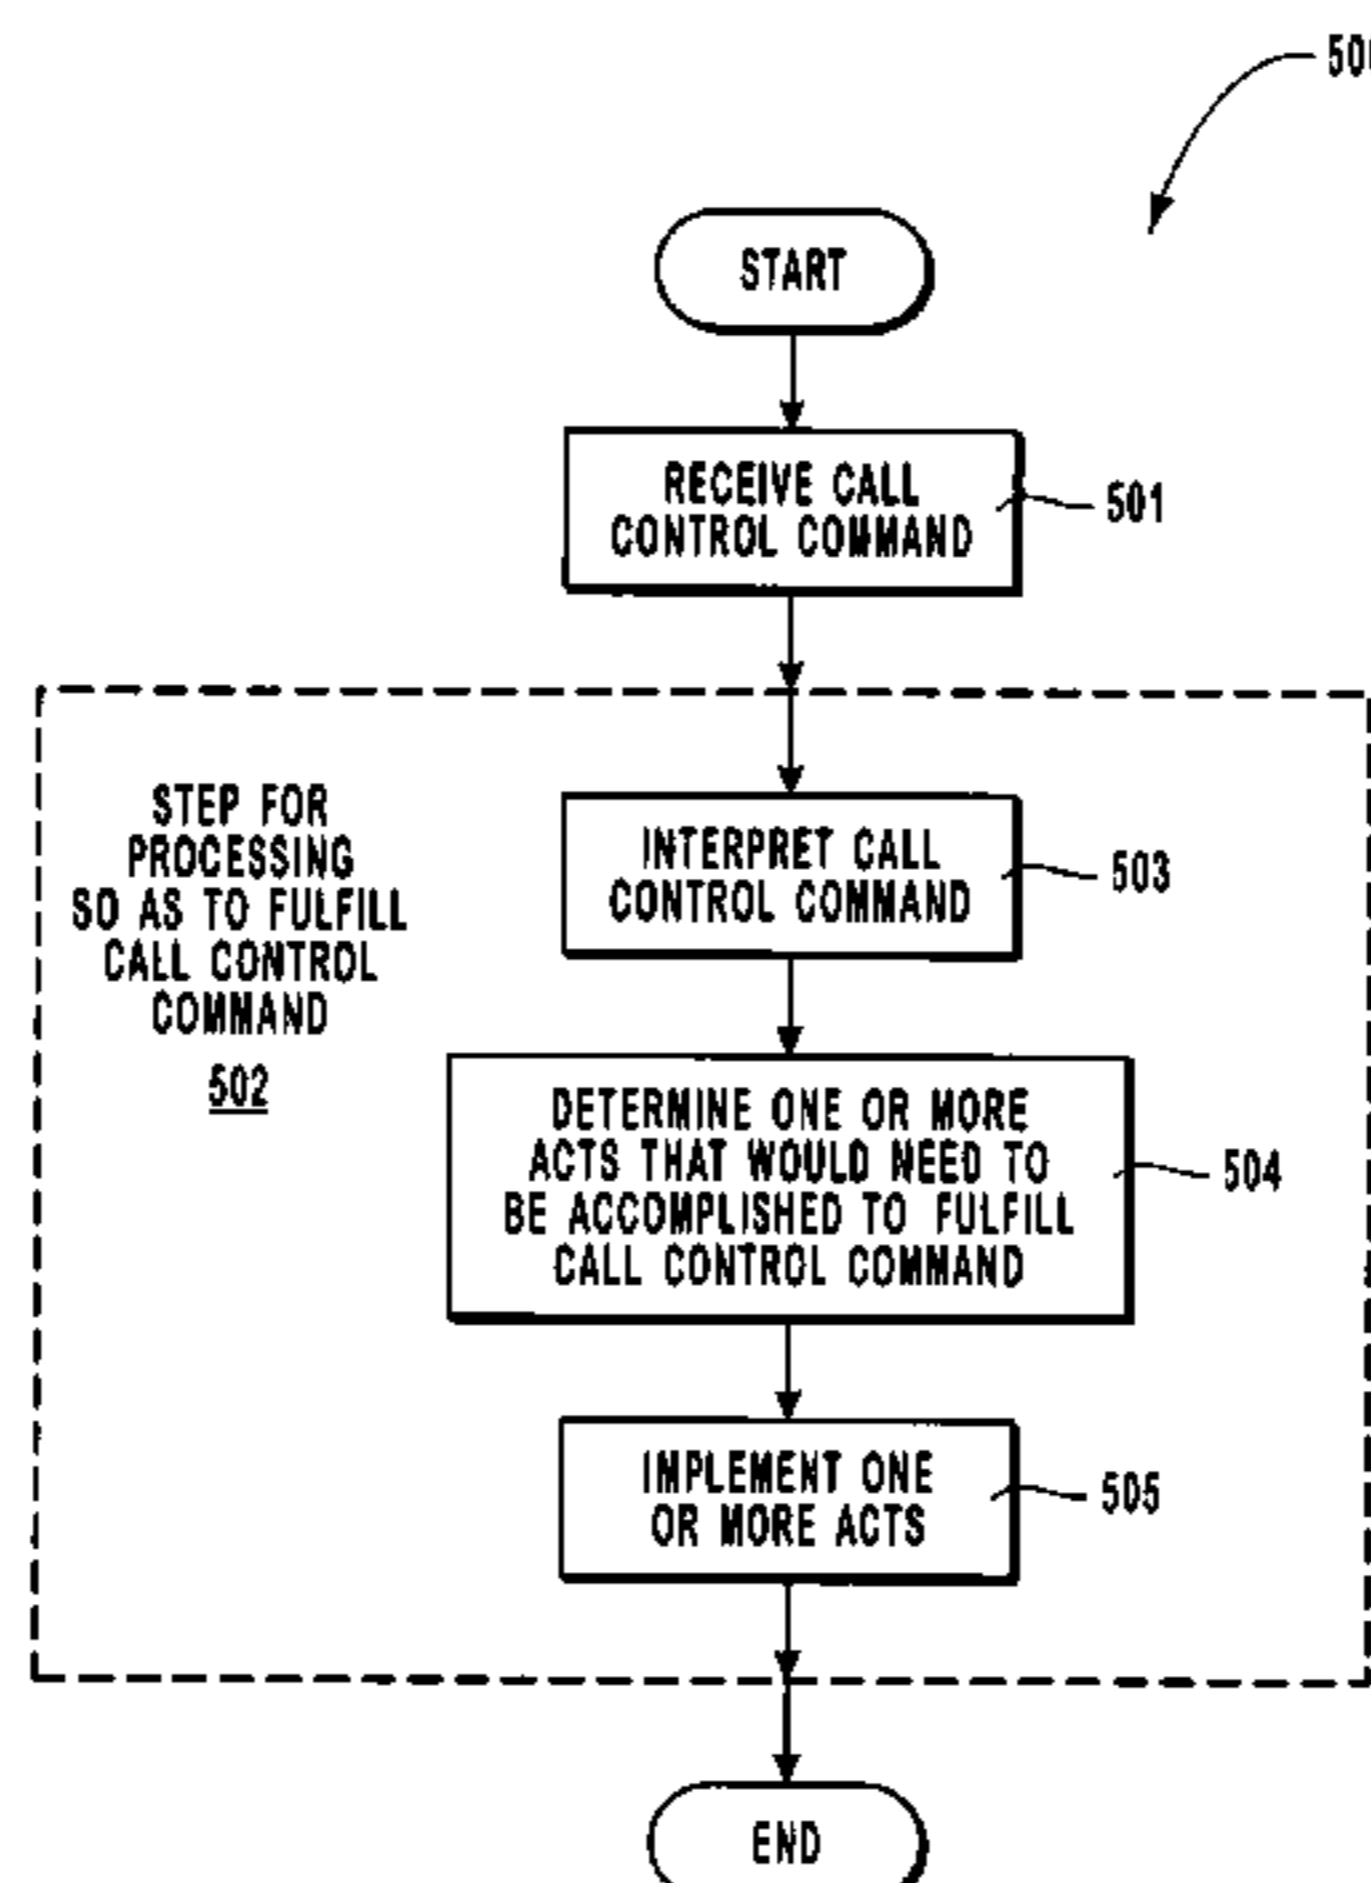 START
RECEIVE CALL
CONTROL COMMAND
501
STEP FOR
PROCESSING
SO AS TO FULFILL
CALL CONTROL
COMMAND
502
INTERPRET CALL
CONTROL COMMAND
503
DETERMINE ONE OR MORE
ACTS THAT WOULD NEED TO
BE ACCOMPLISHED TO FULFILL
CALL CONTROL COMMAND
504
IMPLEMENT ONE
OR MORE ACTS
505
END